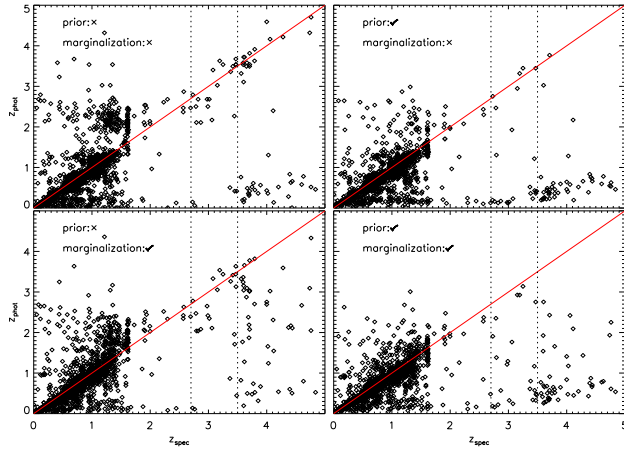 5
4
3
2
1
0
z_phot
prior:×
marginalization:×
prior:✔
marginalization:×
4
3
2
1
0
z_phot
prior:×
marginalization:✔
prior:✔
marginalization:✔
0 1 2 3 4
z_spec
0 1 2 3 4 5
z_spec